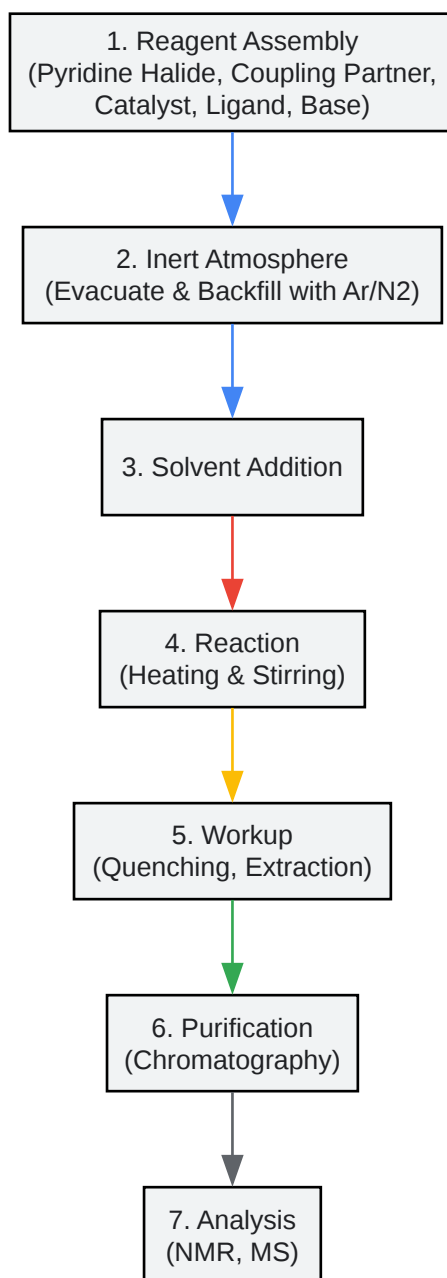 1. Reagent Assembly
(Pyridine Halide, Coupling Partner,
Catalyst, Ligand, Base)
2. Inert Atmosphere
(Evacuate & Backfill with Ar/N2)
3. Solvent Addition
4. Reaction
(Heating & Stirring)
5. Workup
(Quenching, Extraction)
6. Purification
(Chromatography)
7. Analysis
(NMR, MS)